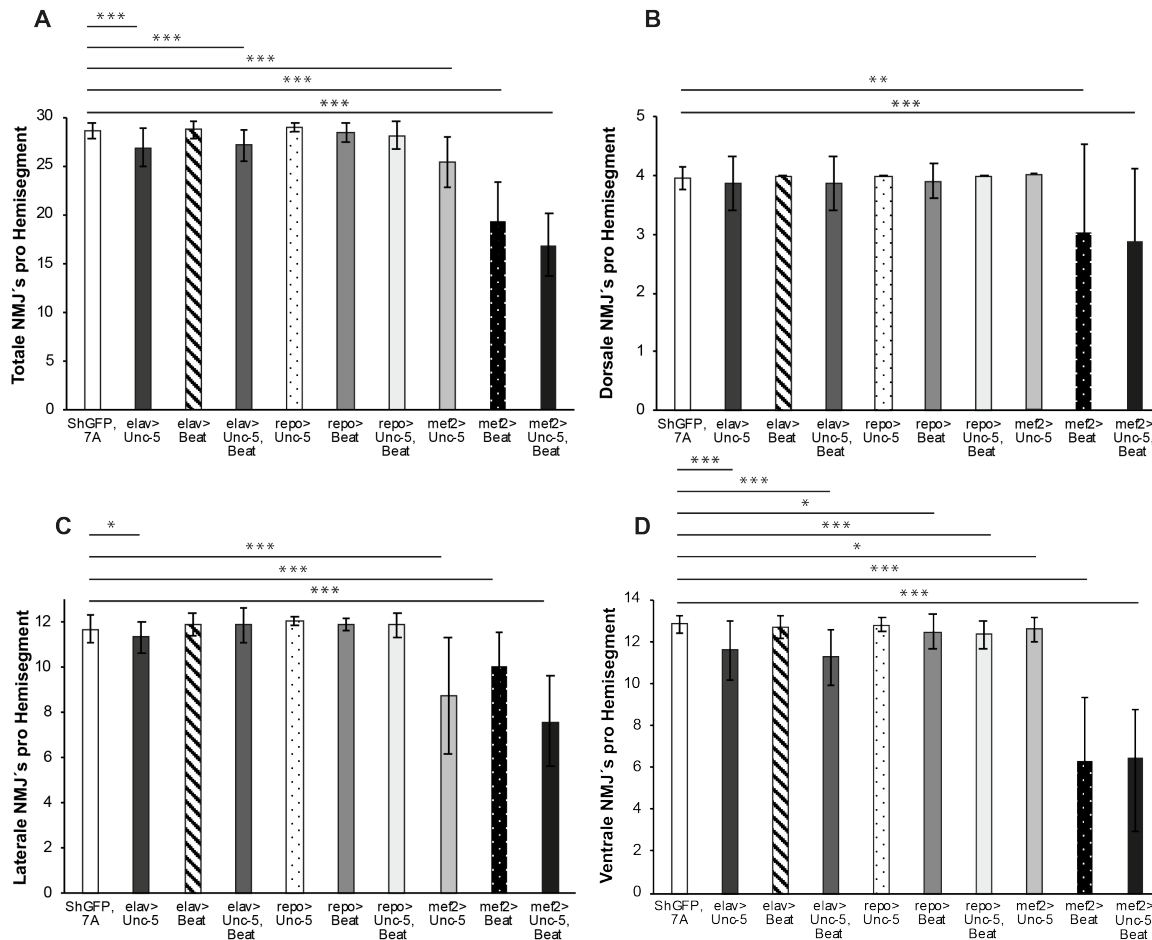 A
***
***
***
***
***
Totale NMJ´s pro Hemisegment
30
25
20
15
10
5
0
ShGFP, elav> elav> elav> repo> repo> repo> mef2> mef2> mef2>
7A Unc-5 Beat Unc-5, Unc-5 Beat Unc-5, Unc-5 Beat Unc-5,
Beat Beat Beat
B
**
***
Dorsale NMJ´s pro Hemisegment
5
4
3
2
1
0
ShGFP, elav> elav> elav> repo> repo> repo> mef2> mef2> mef2>
7A Unc-5 Beat Unc-5, Unc-5 Beat Unc-5, Unc-5 Beat Unc-5,
Beat Beat Beat
C
*
***
***
***
Laterale NMJ´s pro Hemisegment
12
10
8
6
4
2
0
ShGFP, elav> elav> elav> repo> repo> repo> mef2> mef2> mef2>
7A Unc-5 Beat Unc-5, Unc-5 Beat Unc-5, Unc-5 Beat Unc-5,
Beat Beat Beat
D
***
***
*
***
*
***
***
Ventrale NMJ´s pro Hemisegment
14
12
10
8
6
4
2
0
ShGFP, elav> elav> elav> repo> repo> repo> mef2> mef2> mef2>
7A Unc-5 Beat Unc-5, Unc-5 Beat Unc-5, Unc-5 Beat Unc-5,
Beat Beat Beat